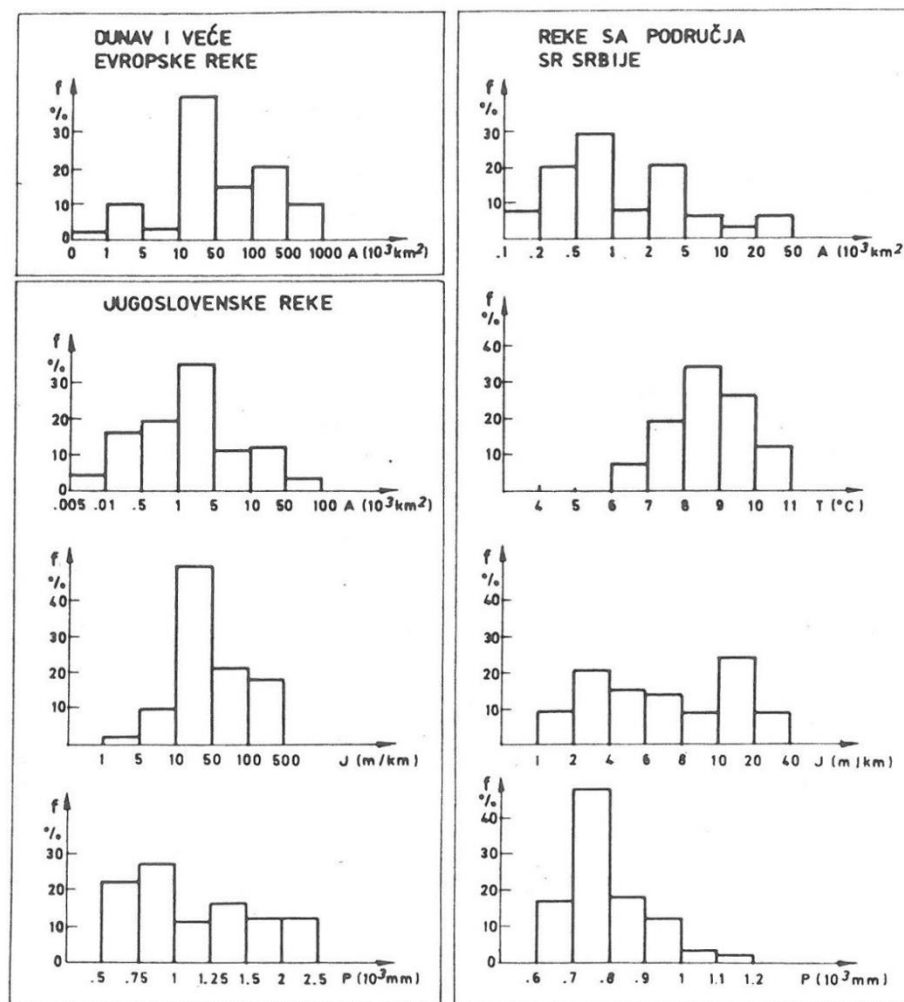 DUNAV I VEĆE
EVROPSKE REKE
f
%
30
20
10
0
0 1 5 10 50 100 500 1000 A (10³km²)
JUGOSLOVENSKE REKE
f
%
30
20
10
0
.005 .01 .5 1 5 10 50 100 A (10³km²)
f
%
40
30
20
10
1 5 10 50 100 500 J (m/km)
f
%
30
20
10
0
.5 .75 1 1.25 1.5 2 2.5 P (10³mm)
REKE SA PODRUČJA
SR SRBIJE
f
%
30
20
10
.1 .2 .5 1 2 5 10 20 50 A (10³km²)
f
%
40
30
20
10
4 5 6 7 8 9 10 11 T (°C)
f
%
40
30
20
10
1 2 4 6 8 10 20 40 J (m/km)
f
%
40
30
20
10
0
.6 .7 .8 .9 1 1.1 1.2 P (10³mm)